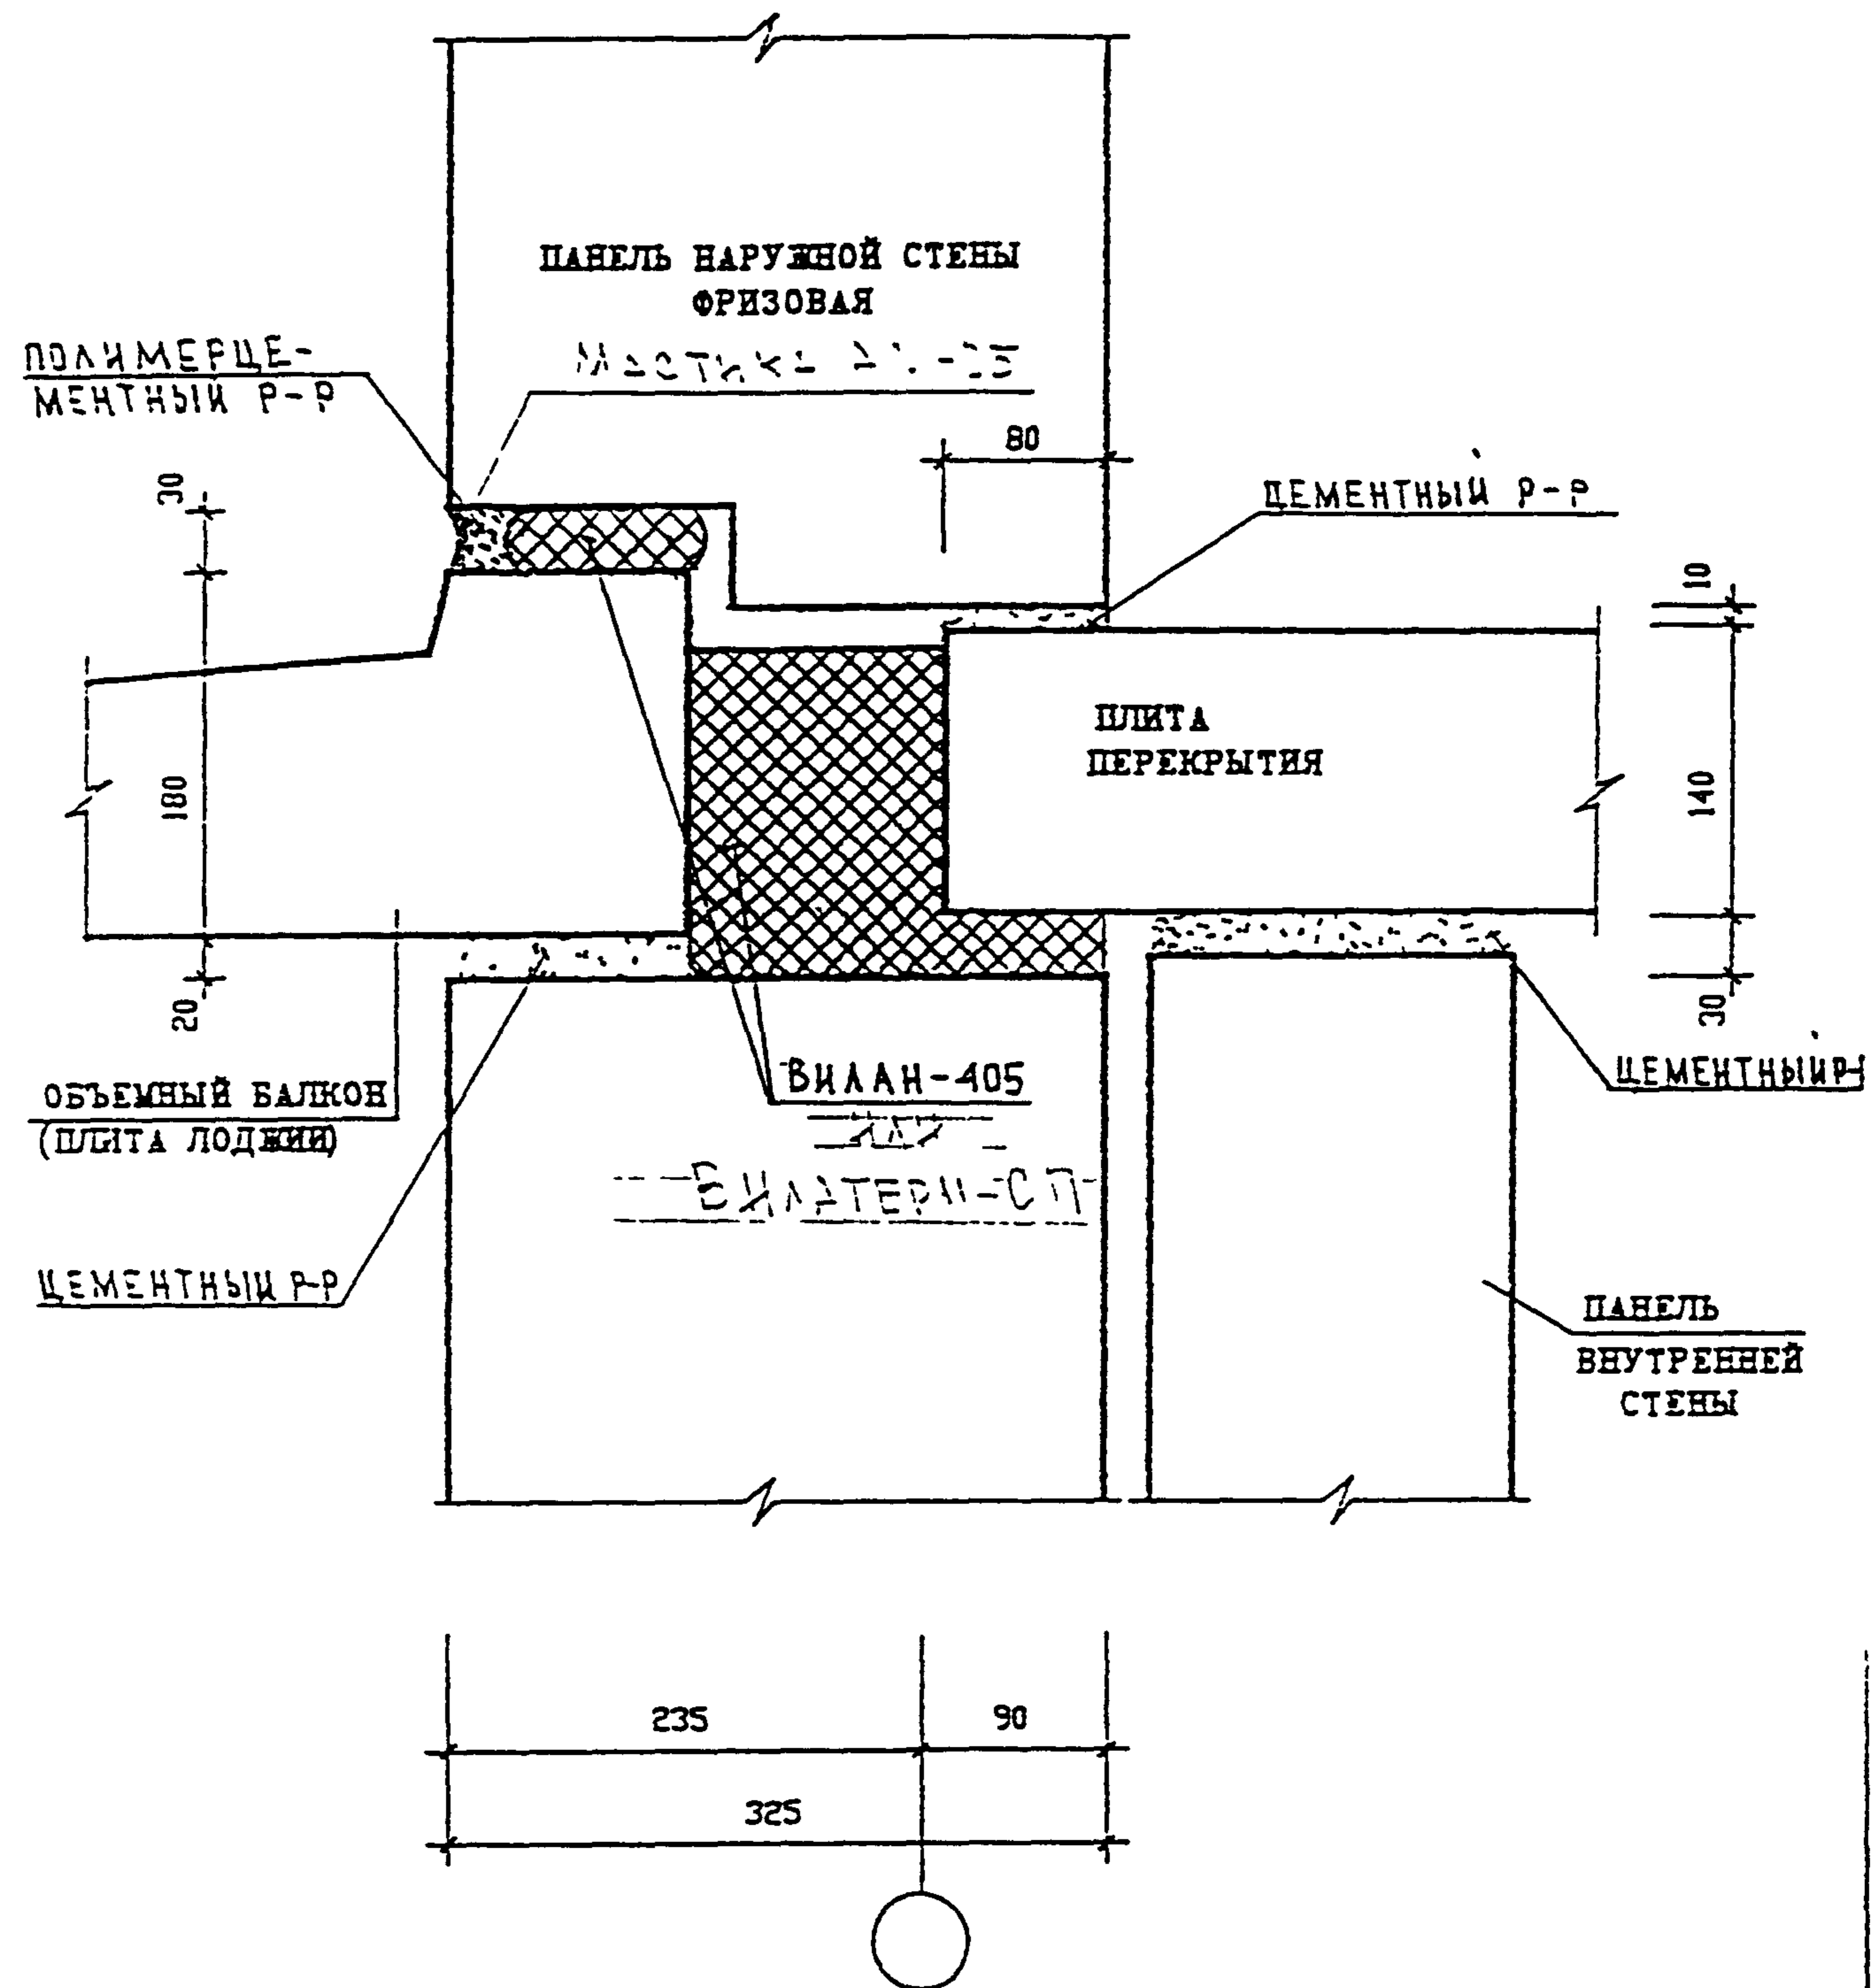 ПАНЕЛЬ НАРУЖНОЙ СТЕНЫ
ФРИЗОВАЯ
ПОЛИМЕРЦЕ-
МЕНТНЫЙ Р-Р
МАСТИКА
80
ЦЕМЕНТНЫЙ Р-Р
30
180
20
10
140
30
ПЛИТА
ПЕРЕКРЫТИЯ
ОБЪЕМНЫЙ БАЛКОН
(ПЛИТА ЛОДЖИИ)
ВИЛАН-405
ВИЛАТЕРМ-СП
ЦЕМЕНТНЫЙ Р-
ЦЕМЕНТНЫЙ Р-Р
ПАНЕЛЬ
ВНУТРЕННЕЙ
СТЕНЫ
235
90
325